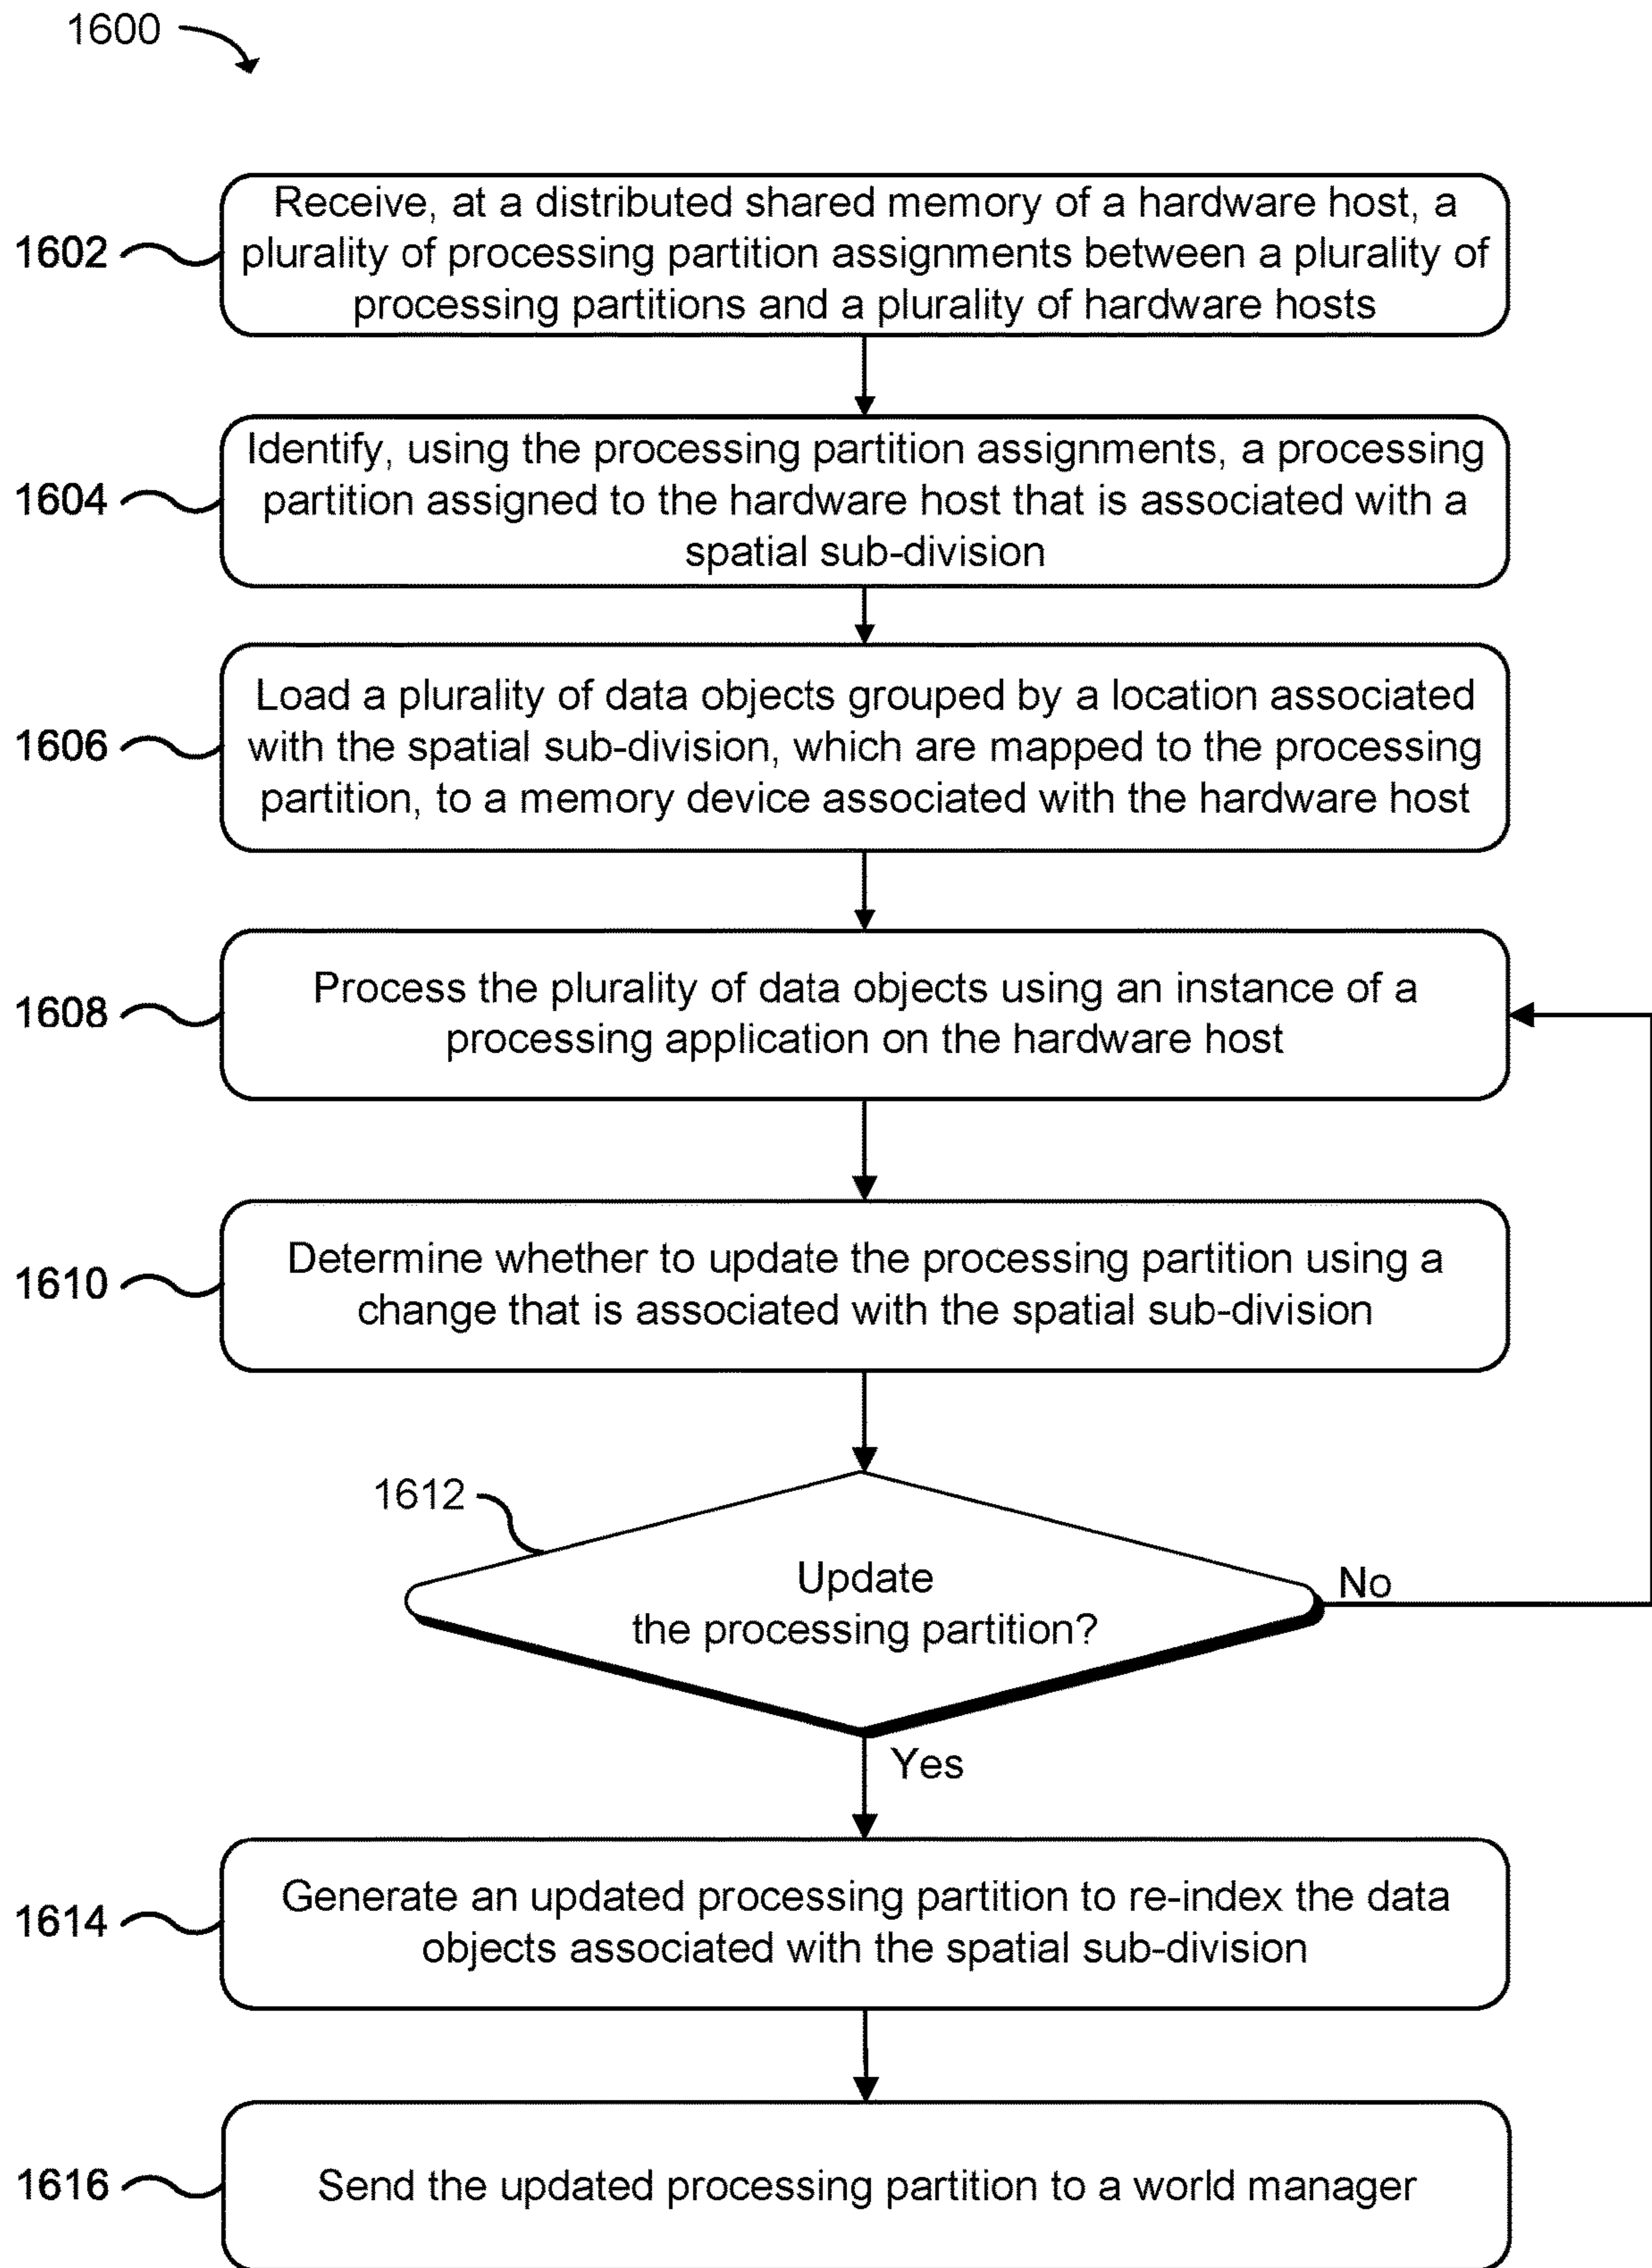 1600
Receive, at a distributed shared memory of a hardware host, a
1602
plurality of processing partition assignments between a plurality of
processing partitions and a plurality of hardware hosts
Identify, using the processing partition assignments, a processing
1604
partition assigned to the hardware host that is associated with a
spatial sub-division
Load a plurality of data objects grouped by a location associated
1606
with the spatial sub-division, which are mapped to the processing
partition, to a memory device associated with the hardware host
1608
Process the plurality of data objects using an instance of a
processing application on the hardware host
1610
Determine whether to update the processing partition using a
change that is associated with the spatial sub-division
1612
Update
the processing partition?
No
Yes
1614
Generate an updated processing partition to re-index the data
objects associated with the spatial sub-division
1616
Send the updated processing partition to a world manager